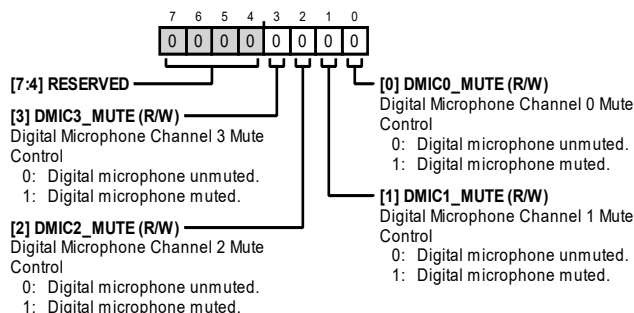 7 6 5 4 3 2 1 0
0 0 0 0 0 0 0 0
[7:4] RESERVED
[3] DMIC3_MUTE (R/W)
Digital Microphone Channel 3 Mute
Control
0: Digital microphone unmuted.
1: Digital microphone muted.
[2] DMIC2_MUTE (R/W)
Digital Microphone Channel 2 Mute
Control
0: Digital microphone unmuted.
1: Digital microphone muted.
[0] DMIC0_MUTE (R/W)
Digital Microphone Channel 0 Mute
Control
0: Digital microphone unmuted.
1: Digital microphone muted.
[1] DMIC1_MUTE (R/W)
Digital Microphone Channel 1 Mute
Control
0: Digital microphone unmuted.
1: Digital microphone muted.